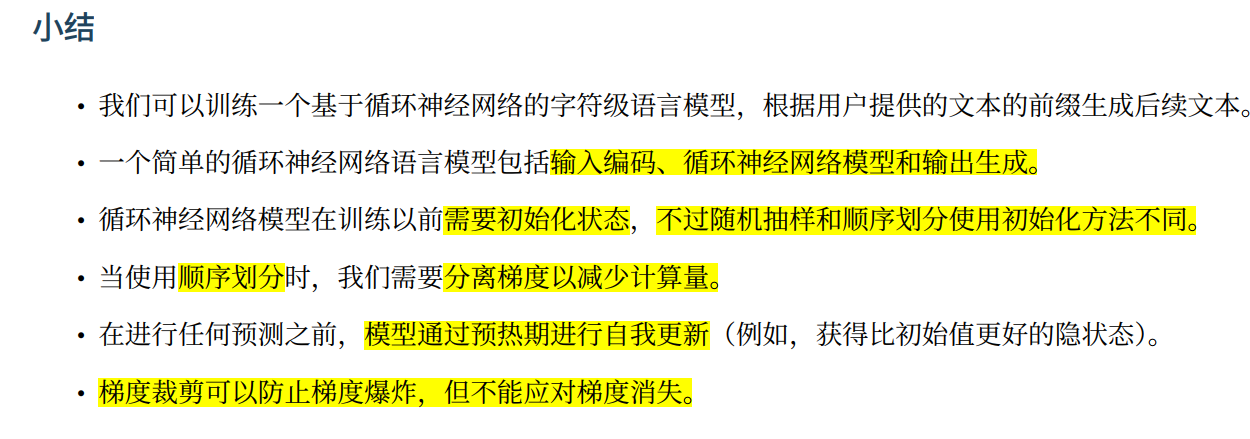 小结
• 我们可以训练一个基于循环神经网络的字符级语言模型，根据用户提供的文本的前缀生成后续文本。
• 一个简单的循环神经网络语言模型包括输入编码、循环神经网络模型和输出生成。
• 循环神经网络模型在训练以前需要初始化状态，不过随机抽样和顺序划分使用初始化方法不同。
• 当使用顺序划分时，我们需要分离梯度以减少计算量。
• 在进行任何预测之前，模型通过预热期进行自我更新（例如，获得比初始值更好的隐状态）。
• 梯度裁剪可以防止梯度爆炸，但不能应对梯度消失。